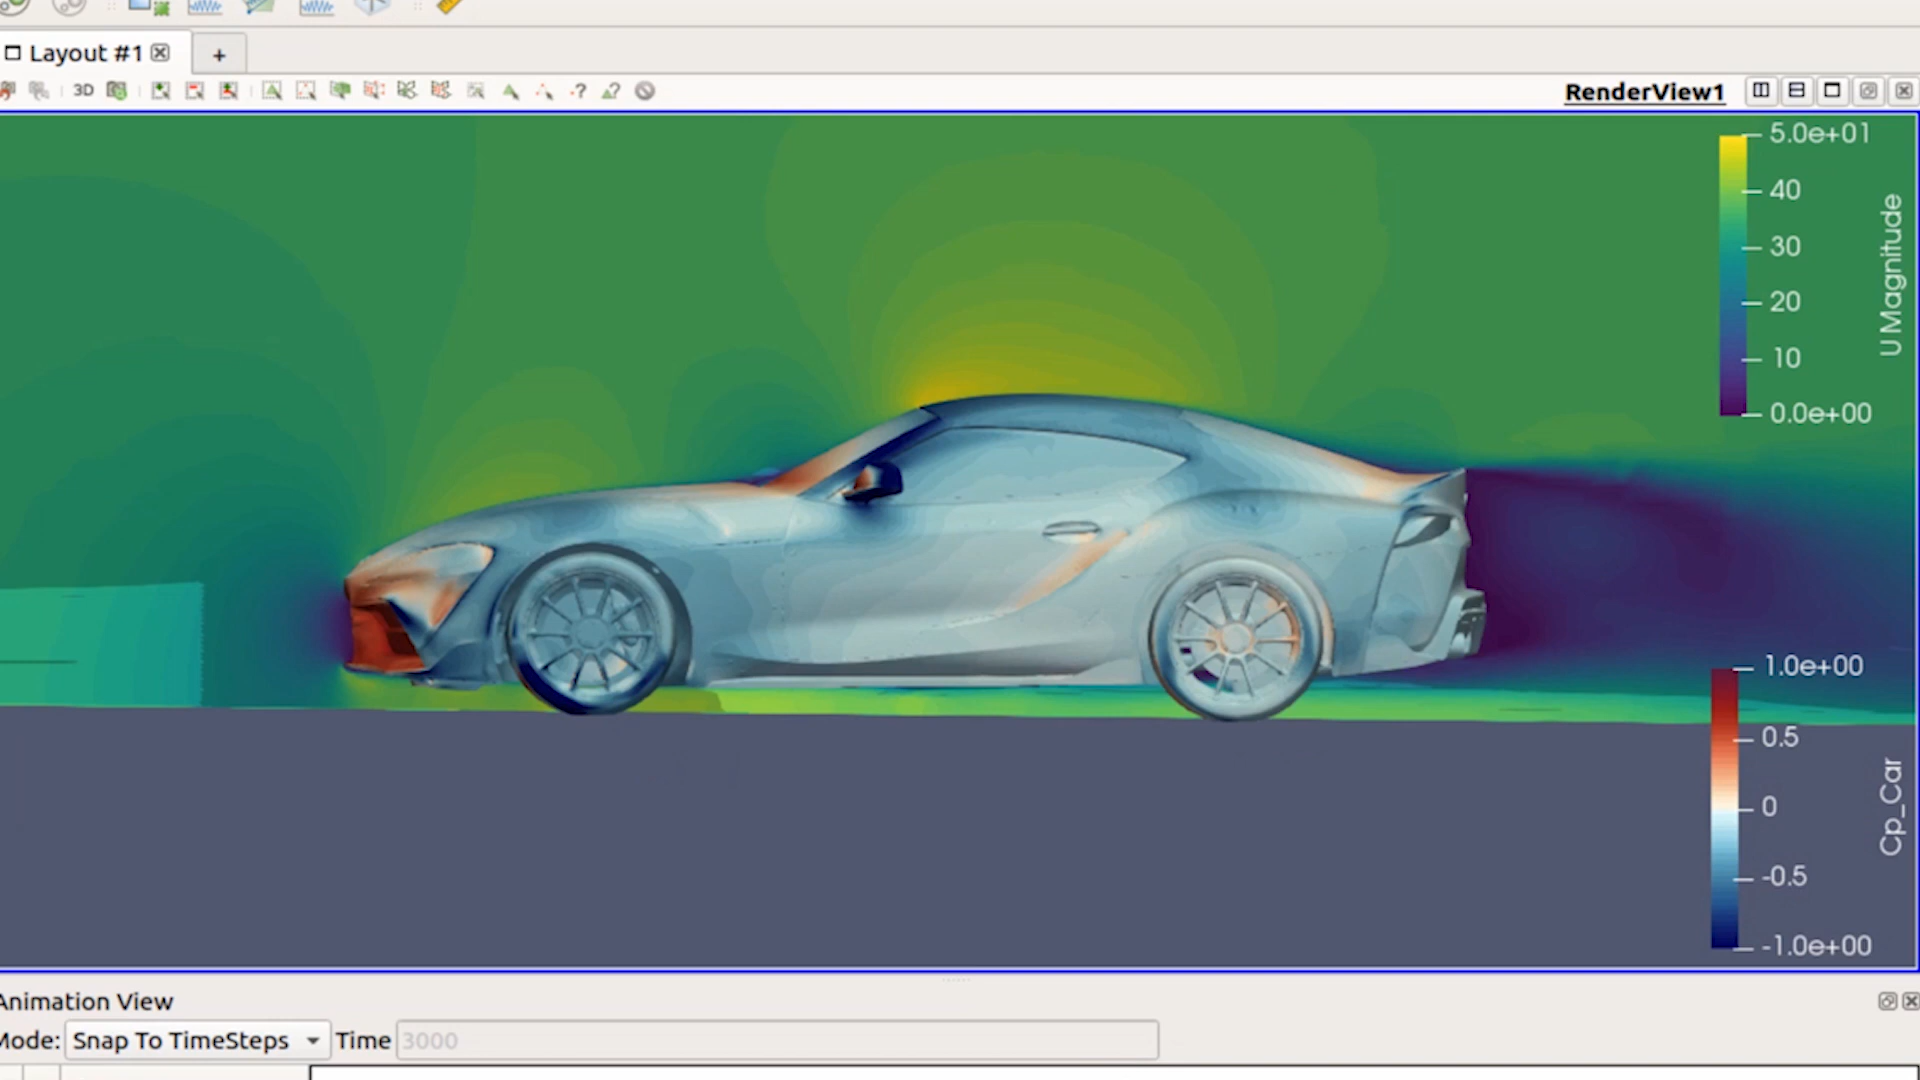 Layout #1
+
3D
RenderView1
5.0e+01
40
30
20
10
0.0e+00
U Magnitude
1.0e+00
0.5
0
-0.5
-1.0e+00
Cp_Car
Animation View
Mode: Snap To TimeSteps Time 3000